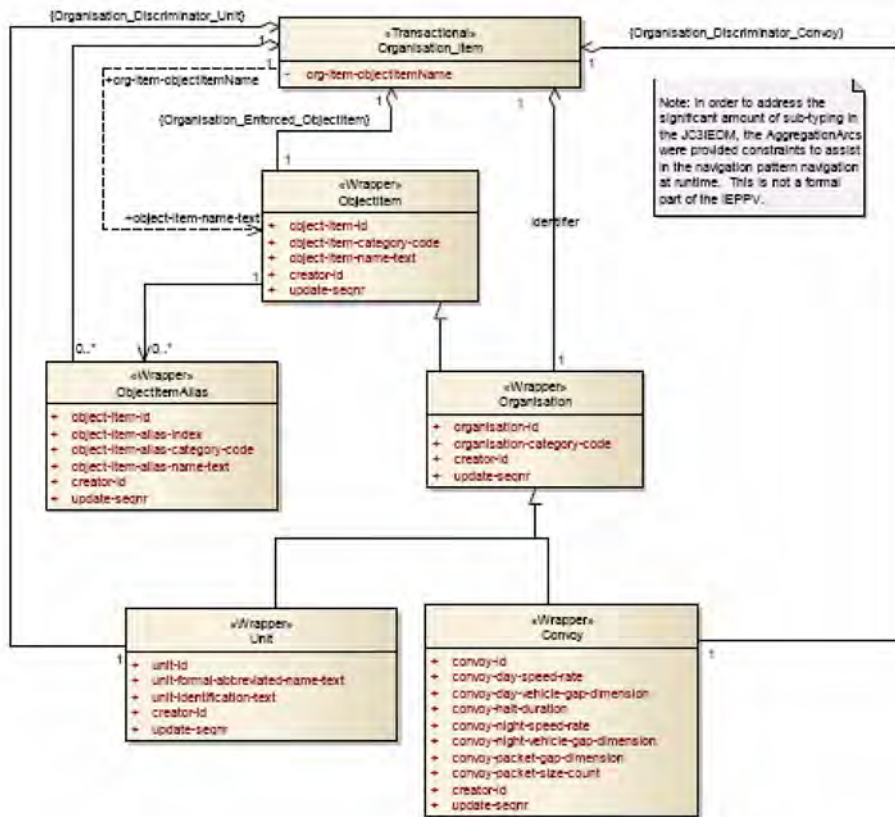 {Organisation_Discriminator_Unit}
«Transactional»
Organisation_Item
- org-item-objectItemName
{Organisation_Discriminator_Convoy}
1
1
1
+org-item-objectItemName
1
1
{Organisation_Enforced_ObjectItem}
Note: In order to address the
significant amount of sub-typing in
the JC3IEDM, the AggregationArcs
were provided constraints to assist
in the navigation pattern navigation
at runtime. This is not a formal
part of the IEPPV.
1
«Wrapper»
ObjectItem
+ object-item-id
+ object-item-category-code
+ object-item-name-text
+ creator-id
+ update-seqnr
+object-item-name-text
identifier
1
0..*
/0..*
1
«Wrapper»
ObjectItemAlias
+ object-item-id
+ object-item-alias-index
+ object-item-alias-category-code
+ object-item-alias-name-text
+ creator-id
+ update-seqnr
«Wrapper»
Organisation
+ organisation-id
+ organisation-category-code
+ creator-id
+ update-seqnr
1
«Wrapper»
Unit
+ unit-id
+ unit-formal-abbreviated-name-text
+ unit-identification-text
+ creator-id
+ update-seqnr
«Wrapper»
Convoy
+ convoy-id
+ convoy-day-speed-rate
+ convoy-day-vehicle-gap-dimension
+ convoy-halt-duration
+ convoy-night-speed-rate
+ convoy-night-vehicle-gap-dimension
+ convoy-packet-gap-dimension
+ convoy-packet-size-count
+ creator-id
+ update-seqnr
1